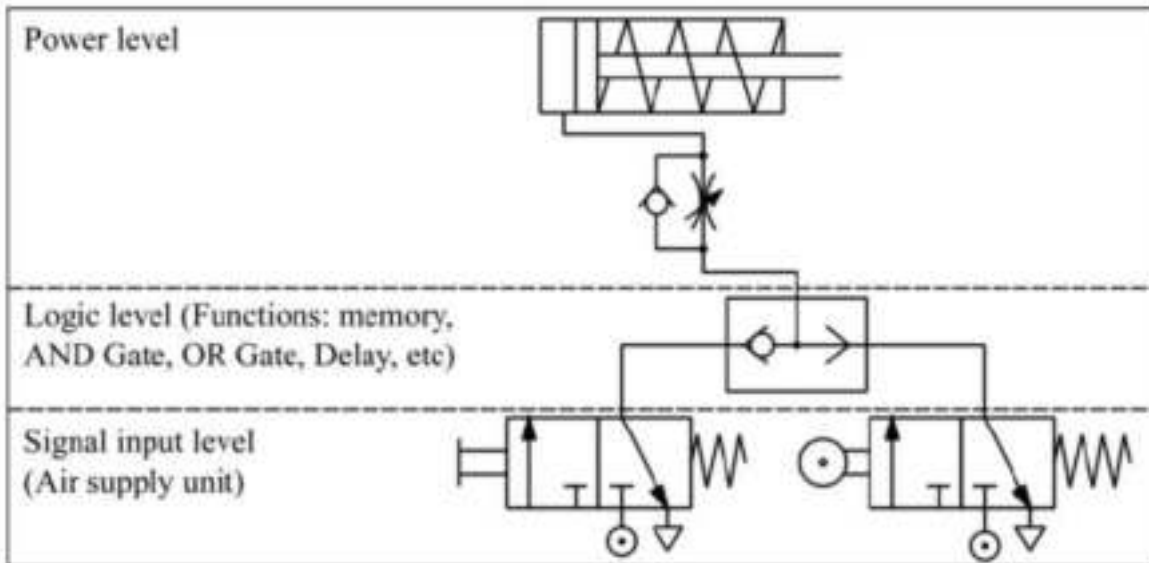 Power level
Logic level (Functions: memory,
AND Gate, OR Gate, Delay, etc)
Signal input level
(Air supply unit)